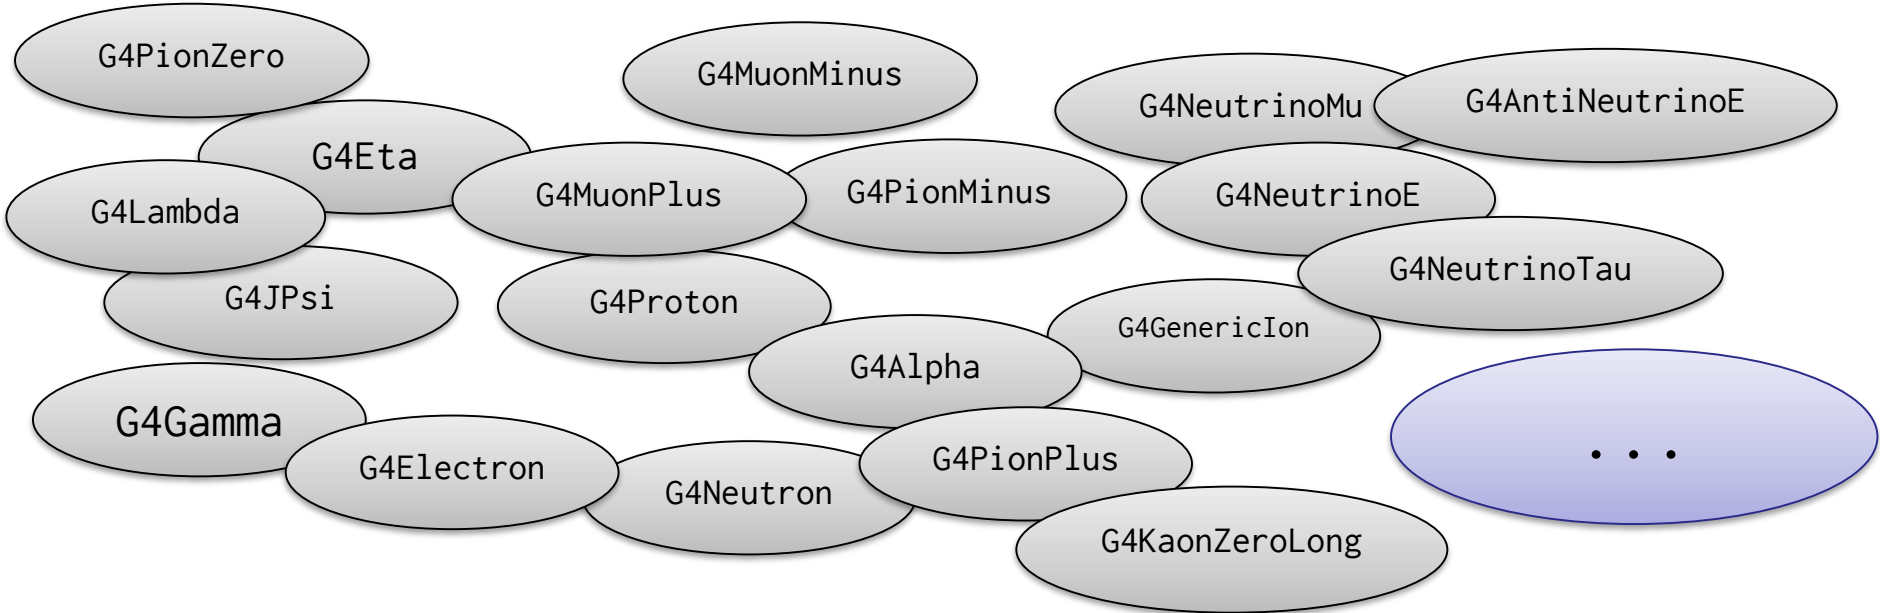 G4PionZero
G4MuonMinus
G4NeutrinoMu
G4AntiNeutrinoE
G4Eta
G4Lambda
G4MuonPlus
G4PionMinus
G4NeutrinoE
G4NeutrinoTau
G4JPsi
G4Proton
G4GenericIon
G4Alpha
G4Gamma
G4Electron
G4Neutron
G4PionPlus
...
G4KaonZeroLong